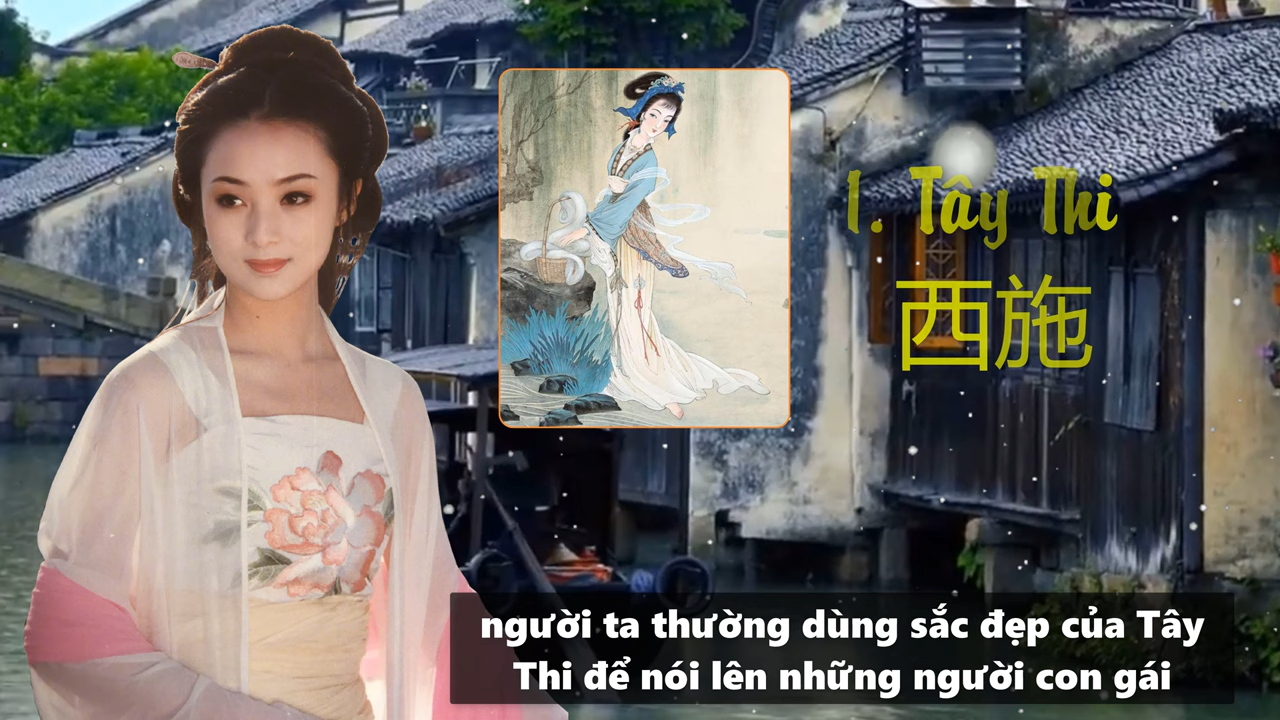 1. Tây Thi
西施
người ta thường dùng sắc đẹp của Tây
Thi để nói lên những người con gái